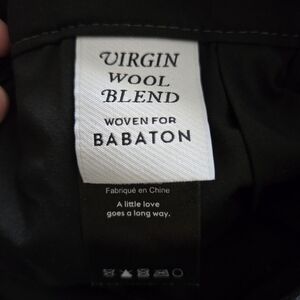 VIRGIN
WOOL
BLEND
WOVEN FOR
BABATON
Fabriqué en Chine
A little love
goes a long way.